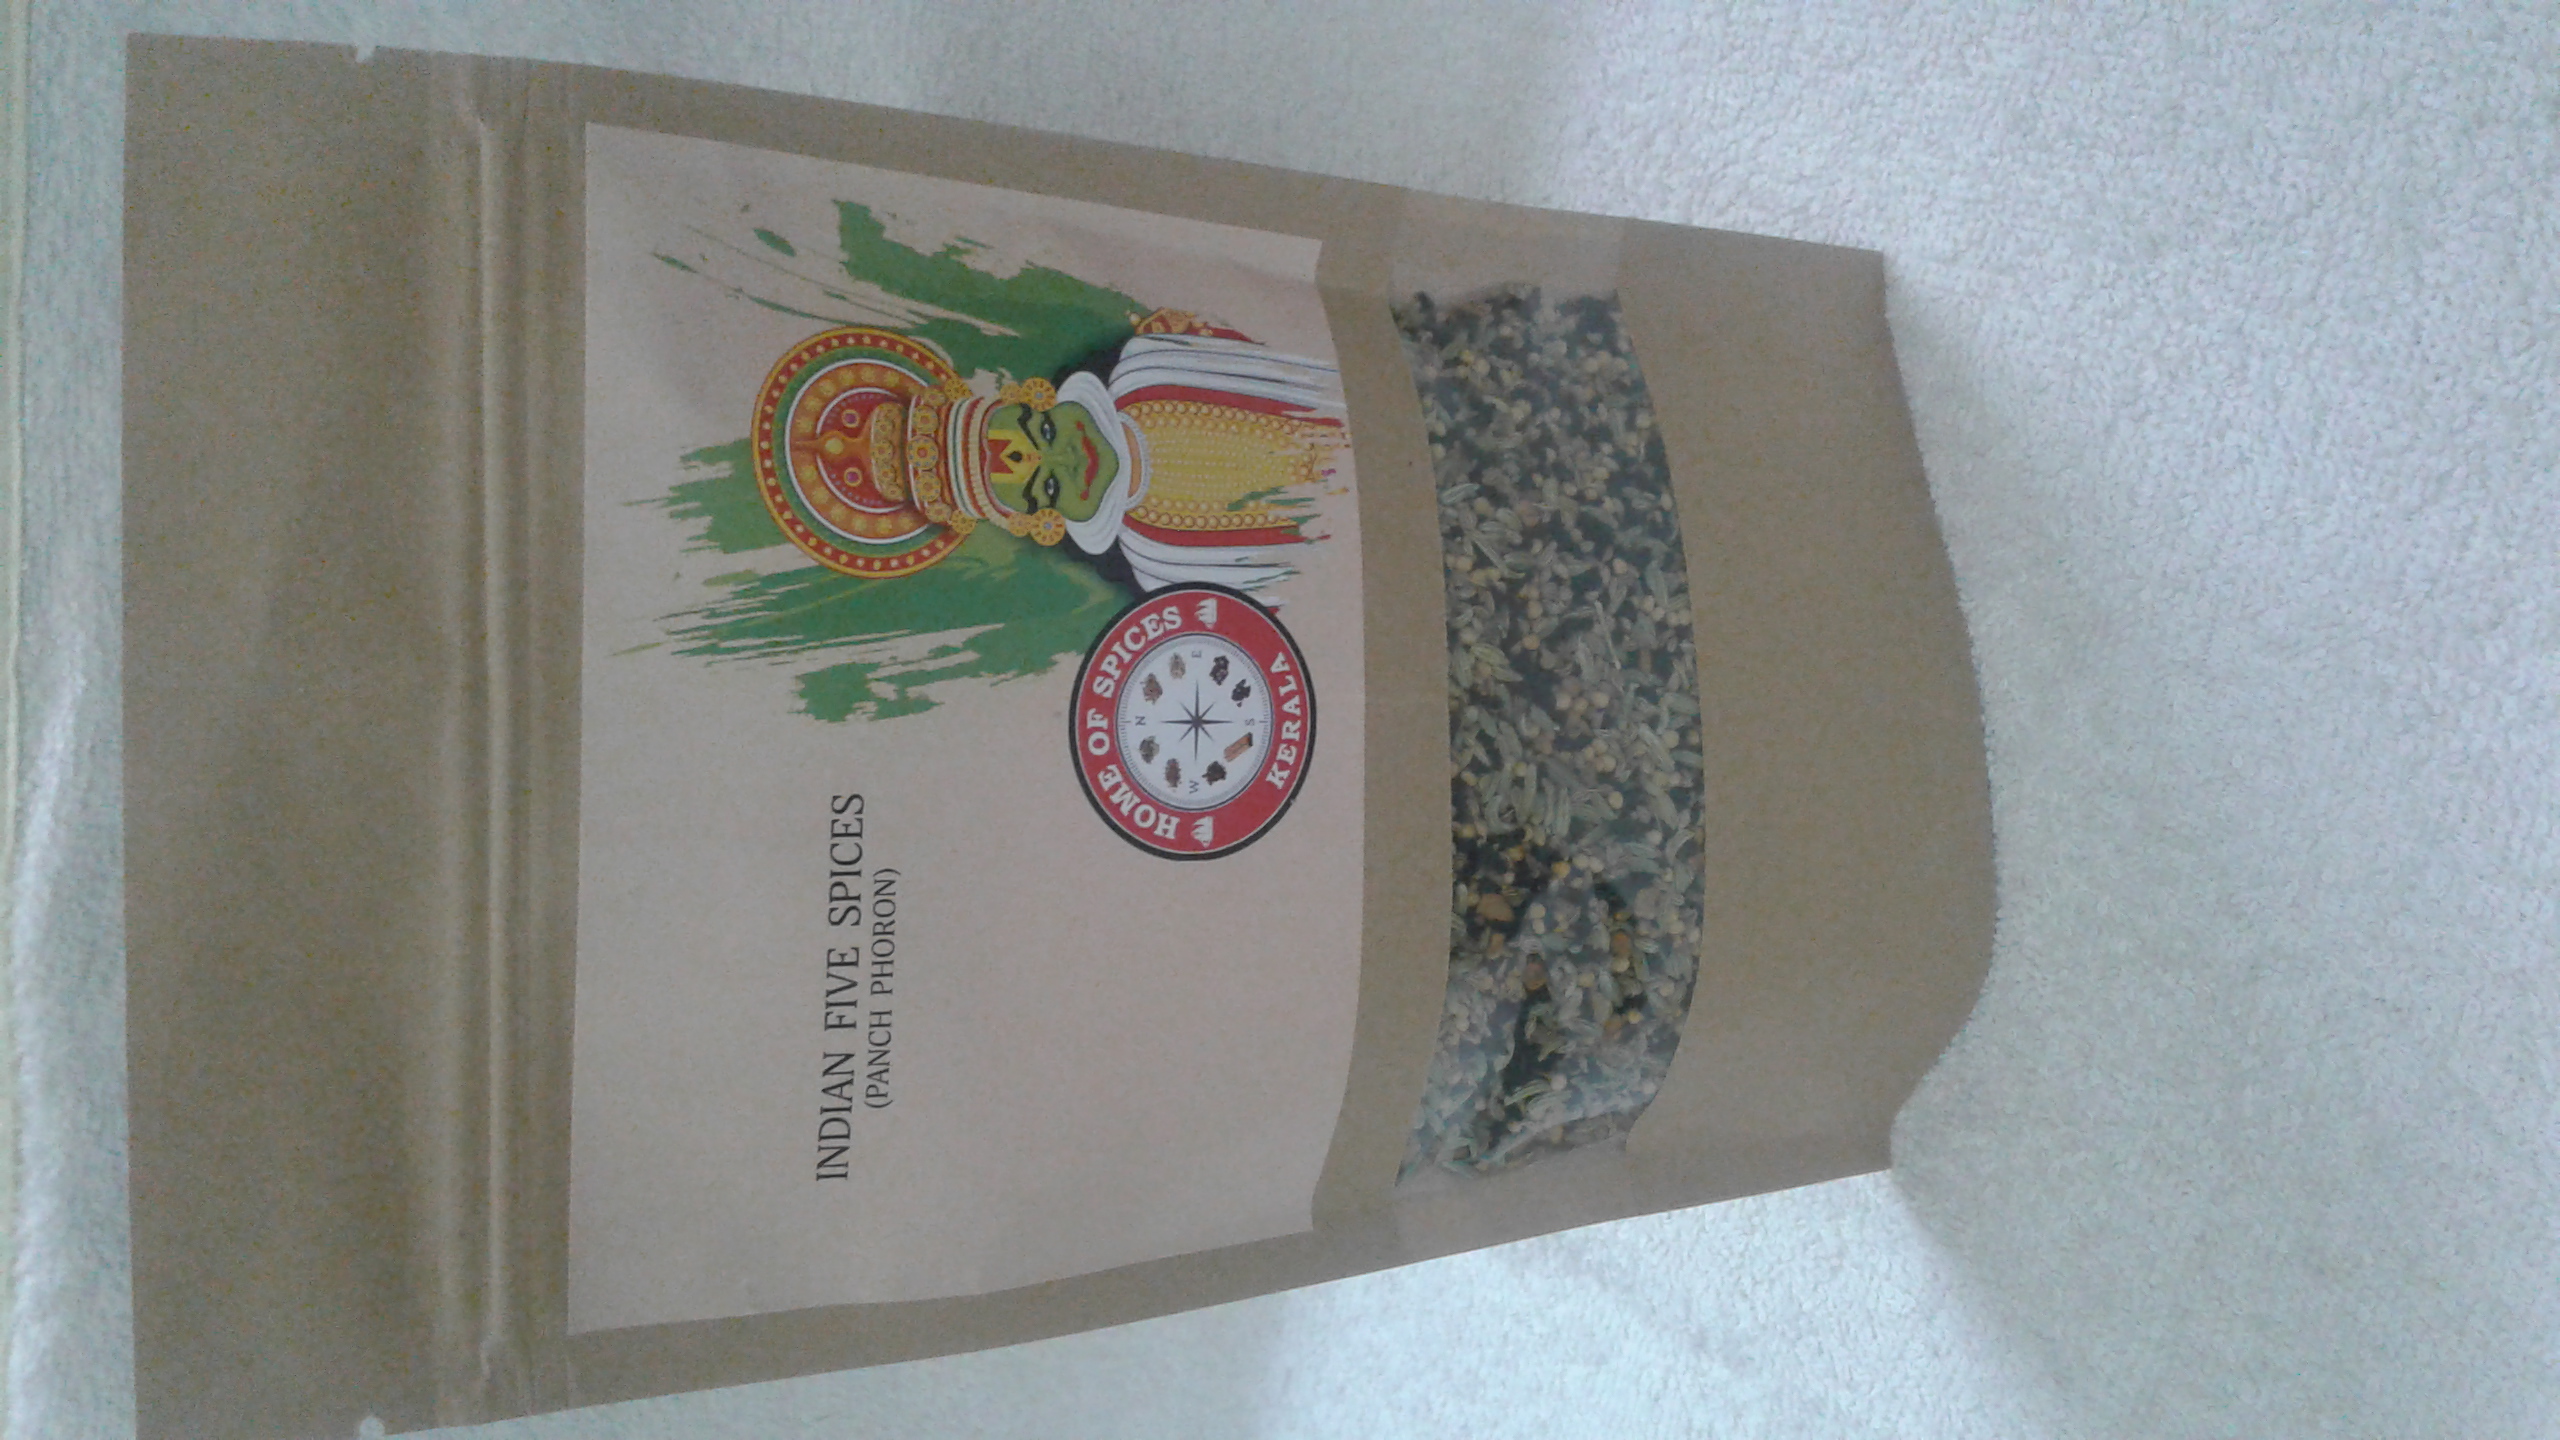 INDIAN FIVE SPICES
(PANCH PHORON)
HOME OF SPICES
N
E
S
W
KERALA